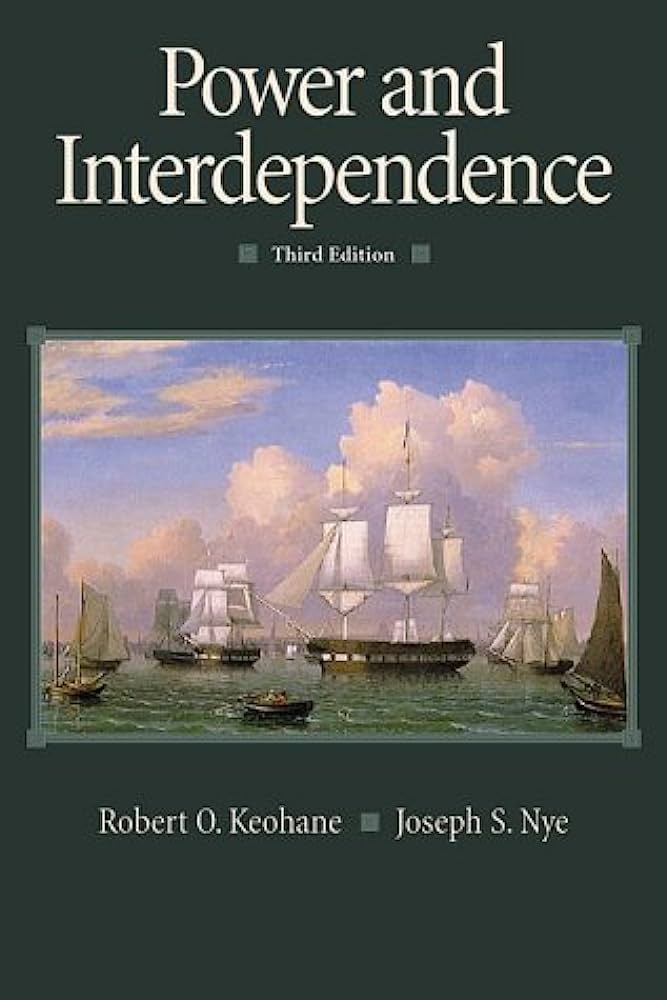 Power and
Interdependence
Third Edition
Robert O. Keohane Joseph S. Nye